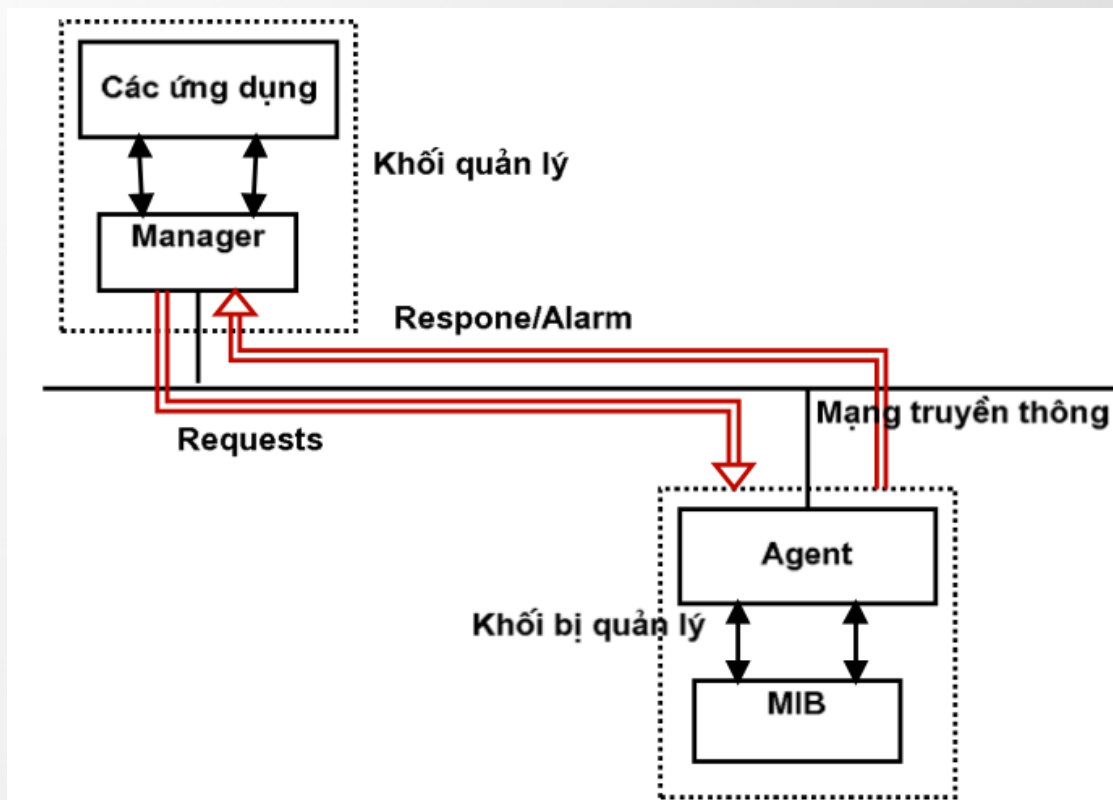 Các ứng dụng
Khối quản lý
Manager
Respone/Alarm
Mạng truyền thông
Requests
Agent
Khối bị quản lý
MIB